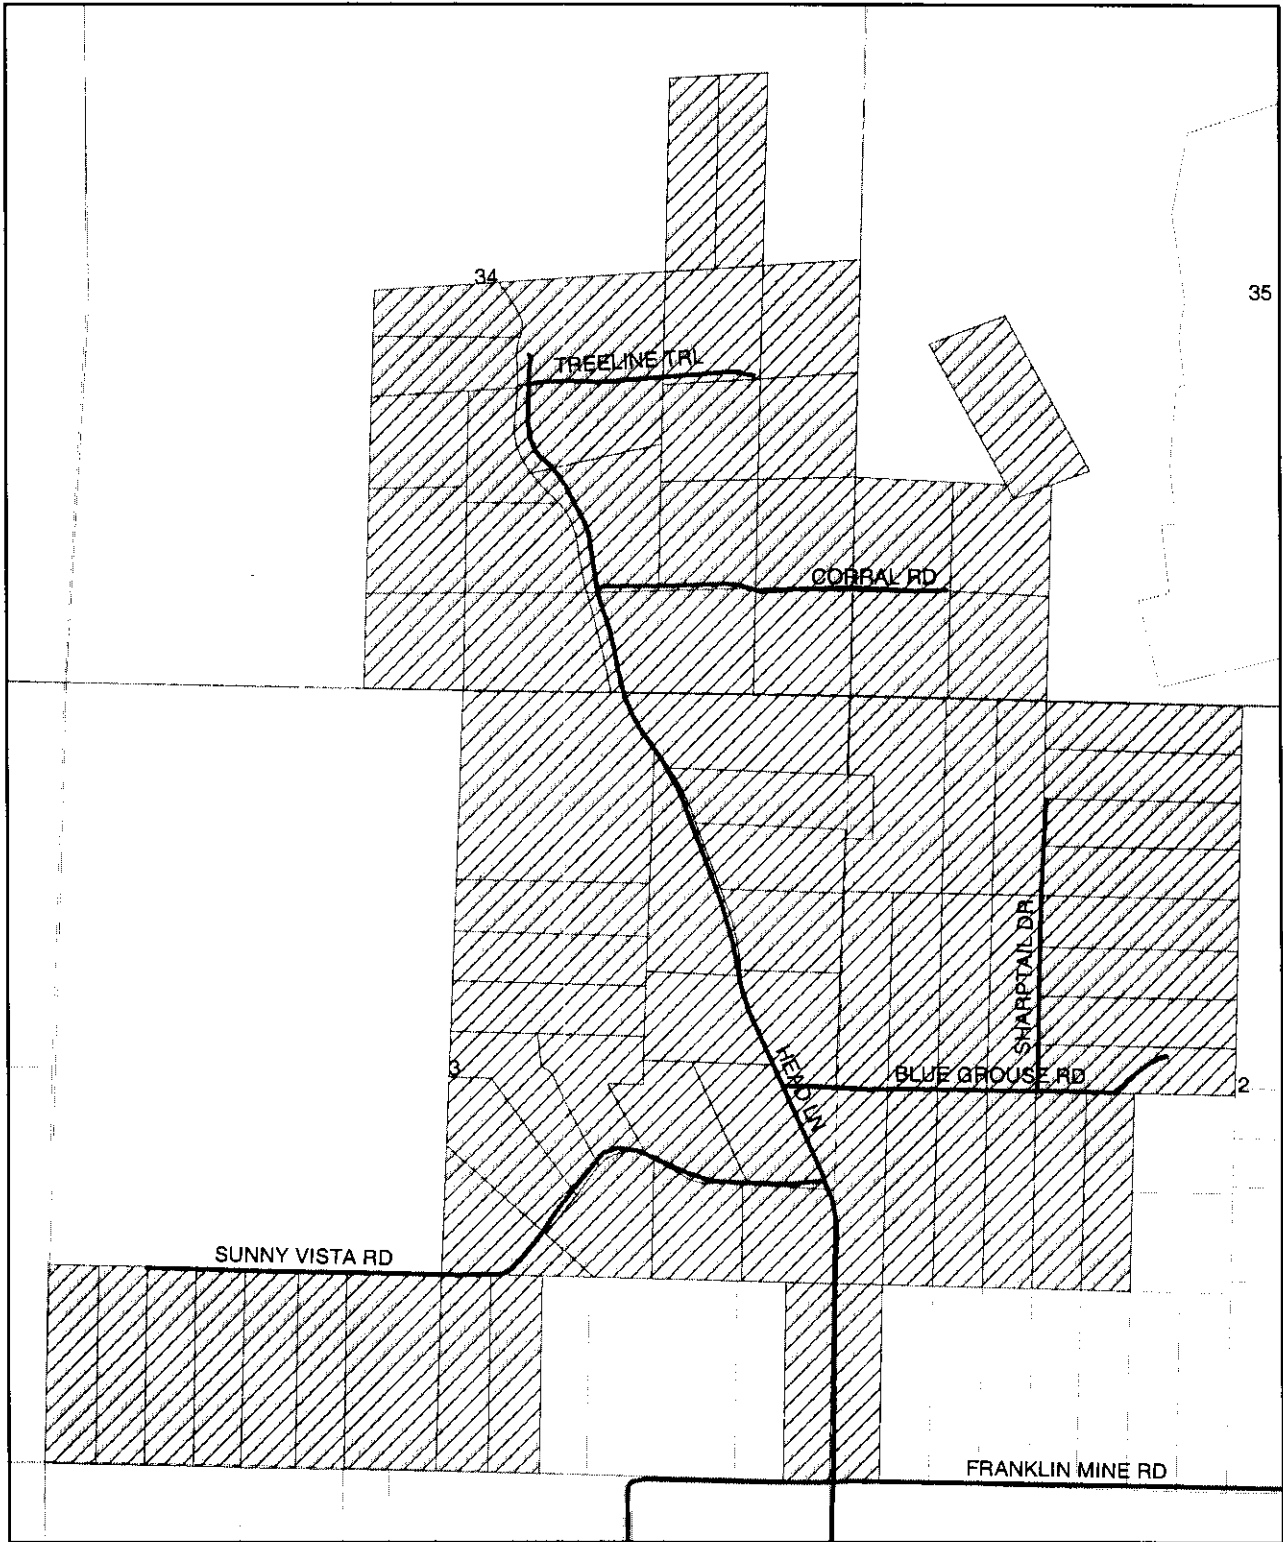 34
35
TREELINE TRL
CORRAL RD
SHARPTAIL DR
HEAD LN
3
BLUE GROUSE RD
2
SUNNY VISTA RD
FRANKLIN MINE RD